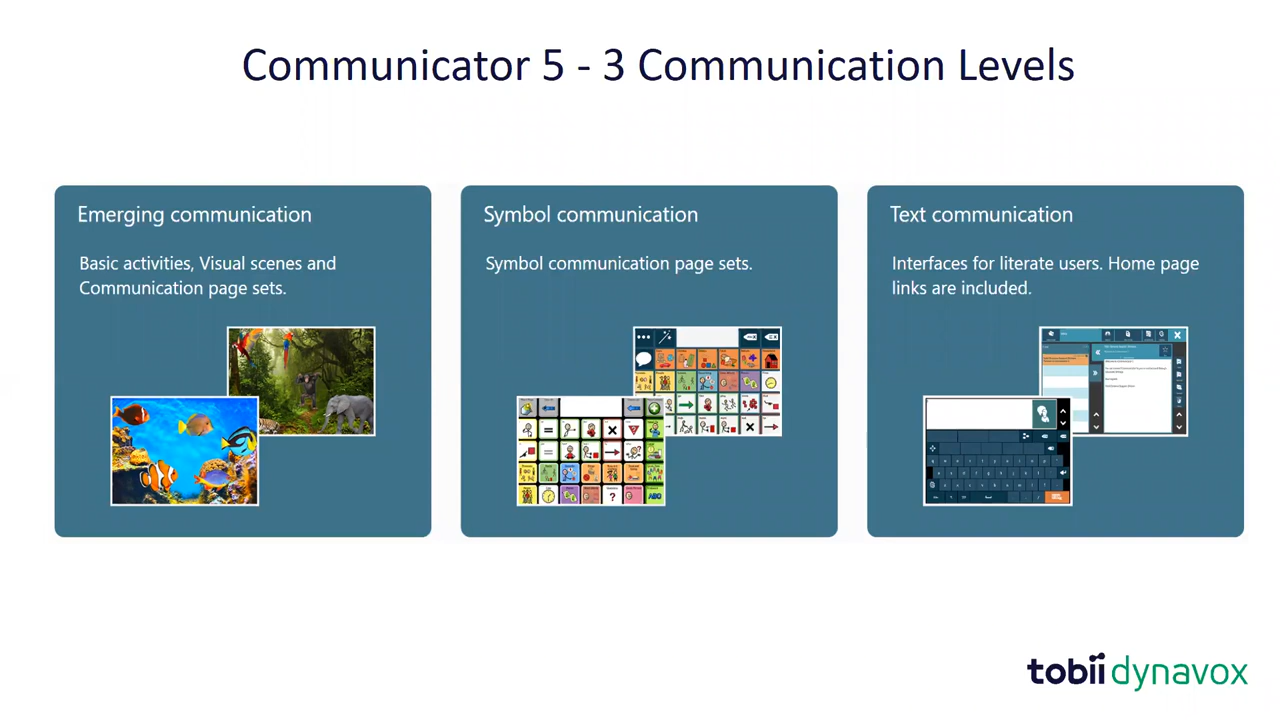 Communicator 5 - 3 Communication Levels
Emerging communication
Basic activities, Visual scenes and
Communication page sets.
Symbol communication
Symbol communication page sets.
Text communication
Interfaces for literate users. Home page
links are included.
tobii dynavox